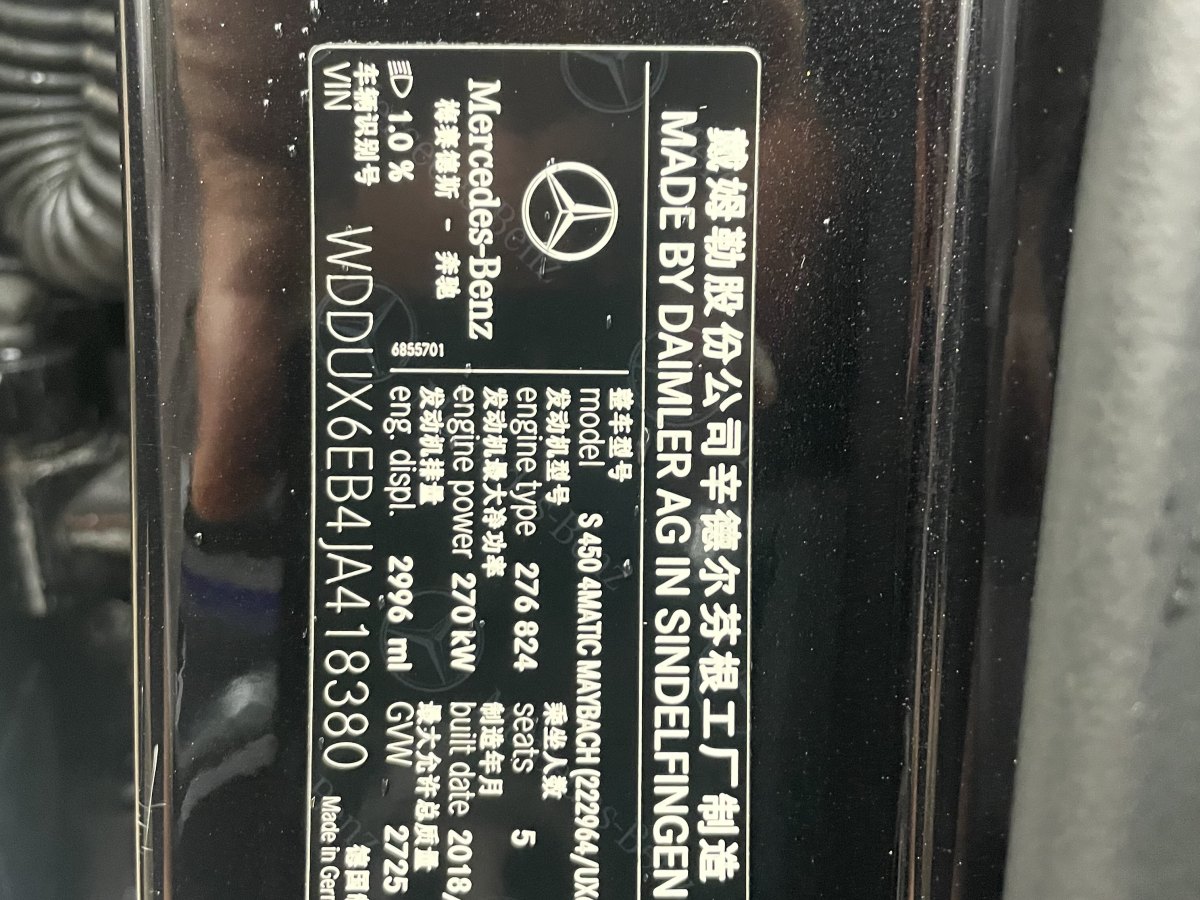 戴姆勒股份公司辛德尔芬根工厂制造
MADE BY DAIMLER AG IN SINDELFINGEN
Mercedes-Benz
梅赛德斯 - 奔驰
1.0 %
6855701
整车型号
model S 450 4MATIC MAYBACH (222964/UX
发动机型号 乘坐人数
engine type 276 824 seats 5
发动机最大净功率 制造年月
engine power 270 kW built date 2018/
发动机排量 最大允许总质量
eng. displ. 2996 ml GVW 2725
车辆识别号 德国
VIN WDDUX6EB4JA418380 Made in Ger